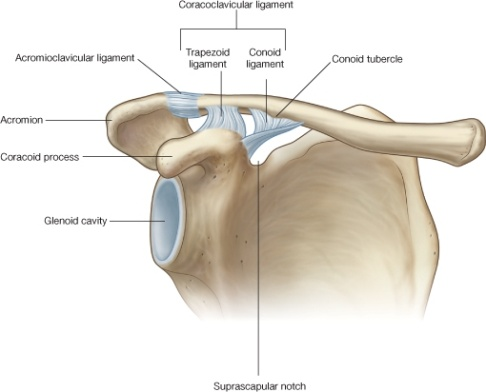 Coracoclavicular ligament
Trapezoid
ligament
Conoid
ligament
Acromioclavicular ligament
Conoid tubercle
Acromion
Coracoid process
Glenoid cavity
Suprascapular notch